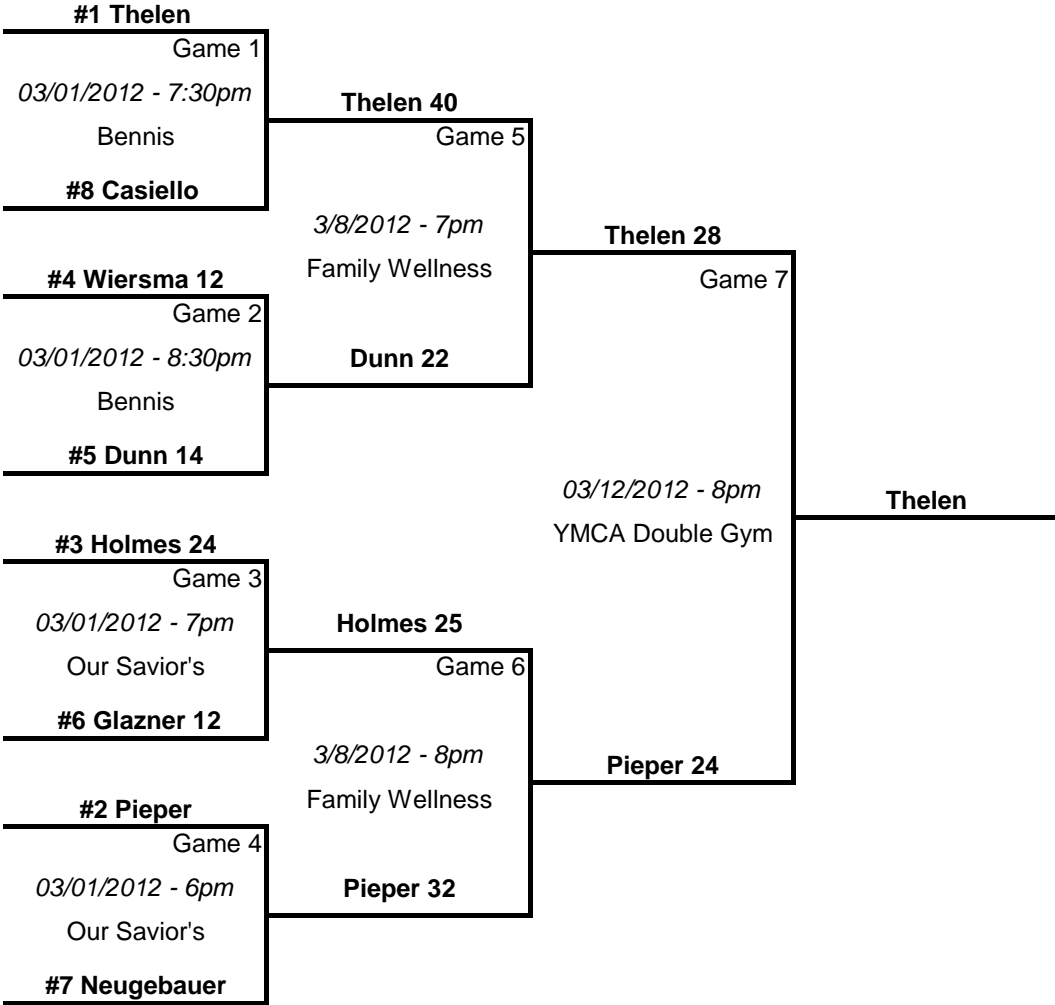 #1 Thelen
Game 1
03/01/2012 - 7:30pm
Bennis
#8 Casiello
#4 Wiersma 12
Game 2
03/01/2012 - 8:30pm
Bennis
#5 Dunn 14
#3 Holmes 24
Game 3
03/01/2012 - 7pm
Our Savior's
#6 Glazner 12
#2 Pieper
Game 4
03/01/2012 - 6pm
Our Savior's
#7 Neugebauer
Thelen 40
Game 5
3/8/2012 - 7pm
Family Wellness
Dunn 22
Holmes 25
Game 6
3/8/2012 - 8pm
Family Wellness
Pieper 32
Thelen 28
Game 7
03/12/2012 - 8pm
YMCA Double Gym
Pieper 24
Thelen